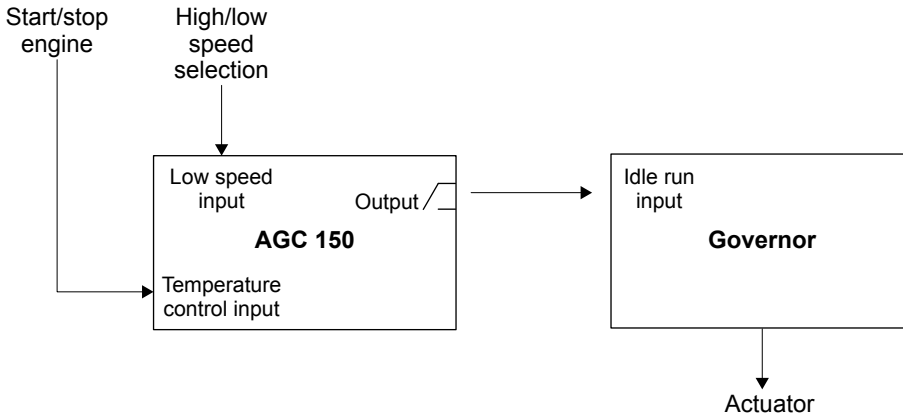 Start/stop
engine
High/low
speed
selection
Low speed
input
Output
AGC 150
Temperature
control input
Idle run
input
Governor
Actuator